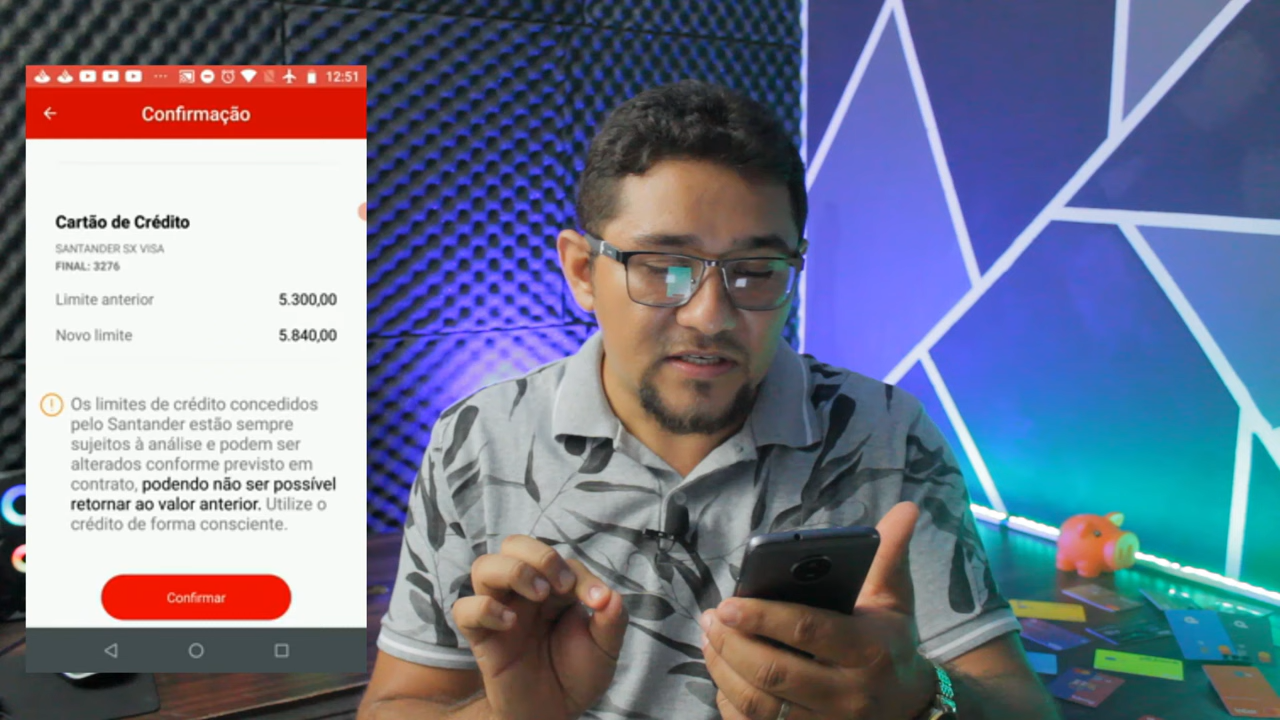 12:51
Confirmação
Cartão de Crédito
SANTANDER SX VISA
FINAL: 3276
Limite anterior 5.300,00
Novo limite 5.840,00
Os limites de crédito concedidos
pelo Santander estão sempre
sujeitos à análise e podem ser
alterados conforme previsto em
contrato, podendo não ser possível
retornar ao valor anterior. Utilize o
crédito de forma consciente.
Confirmar